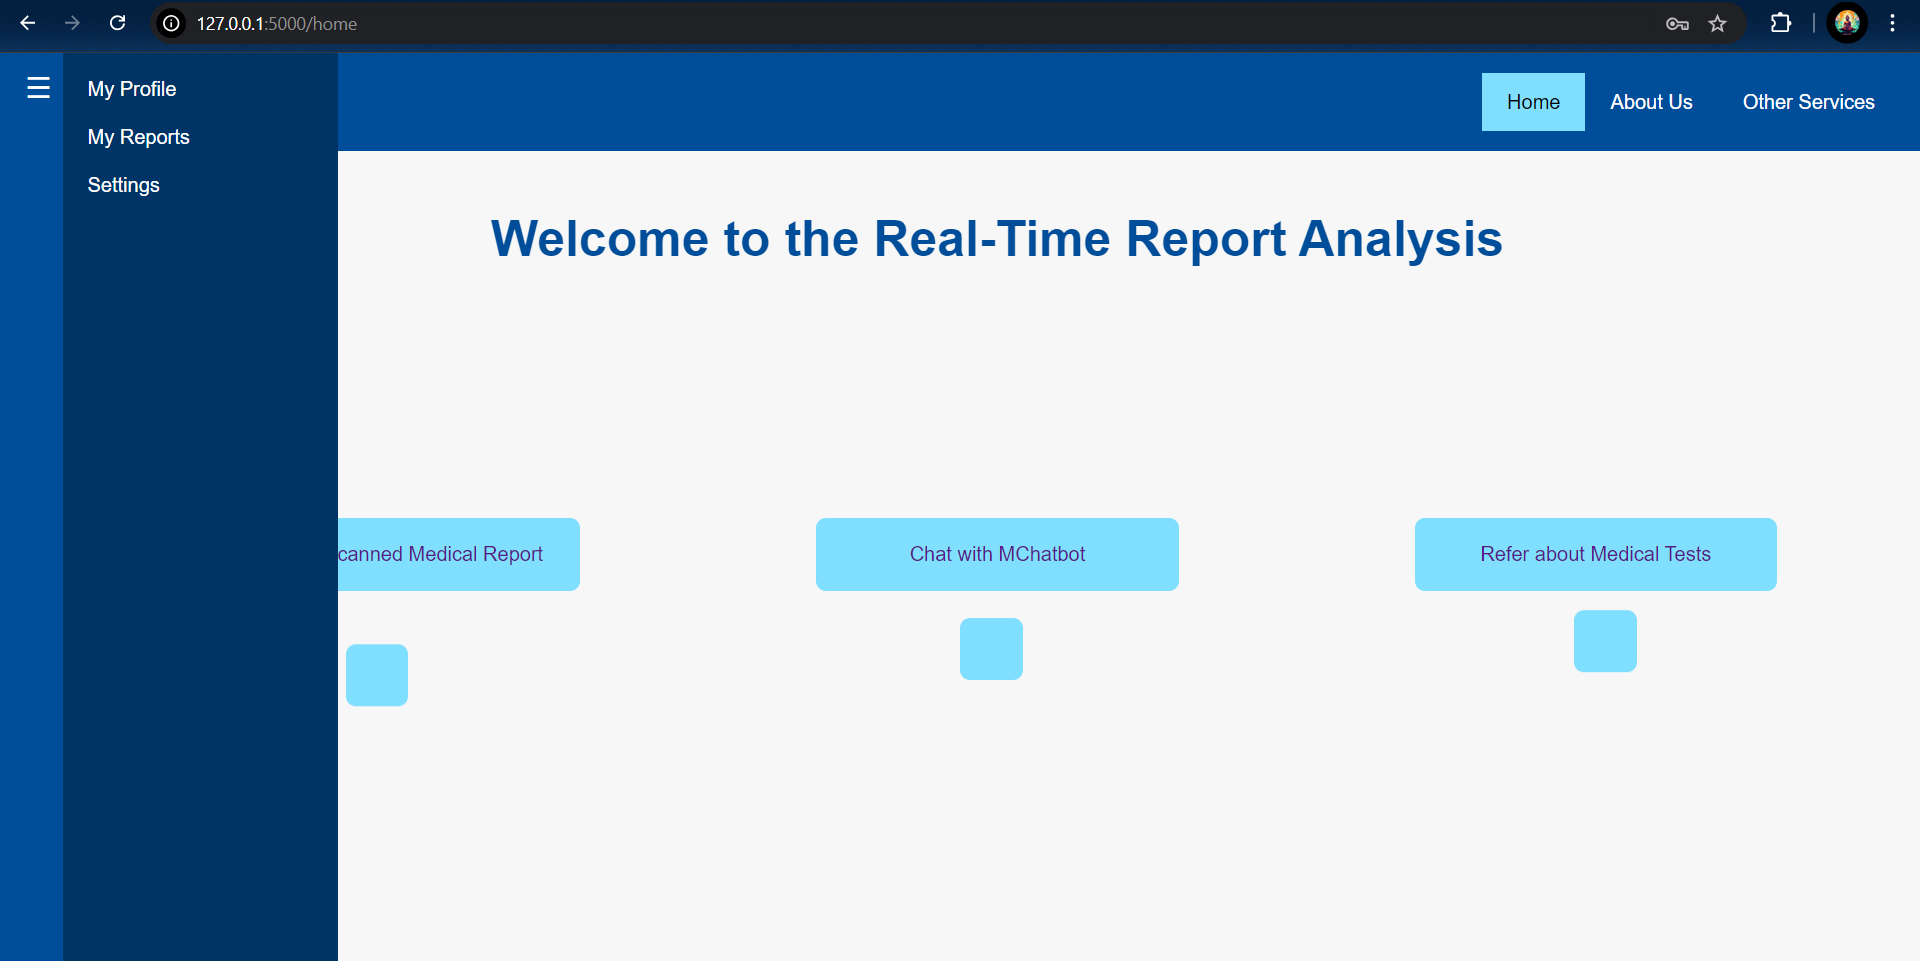 127.0.0.1:5000/home
My Profile
My Reports
Settings
Home
About Us
Other Services
Welcome to the Real-Time Report Analysis
canned Medical Report
Chat with MChatbot
Refer about Medical Tests